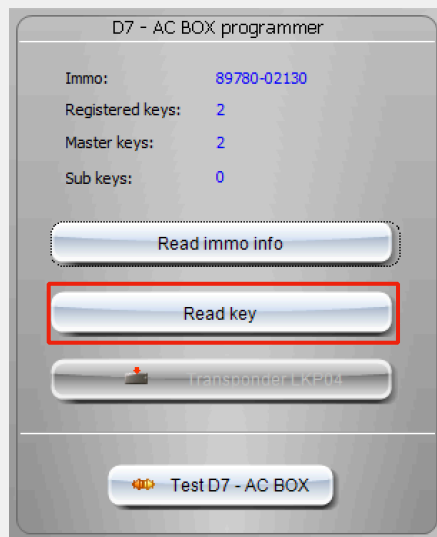 D7 - AC BOX programmer
Immo: 89780-02130
Registered keys: 2
Master keys: 2
Sub keys: 0
Read immo info
Read key
Transponder LKP04
Test D7 - AC BOX